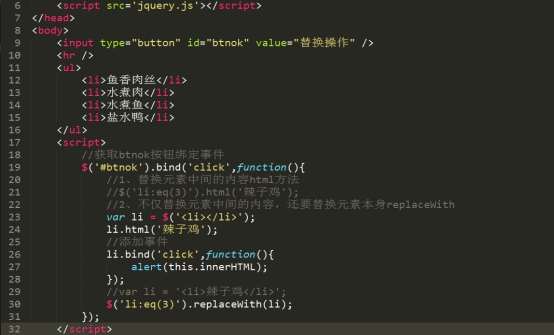 6 <script src='jquery.js'></script>
7 </head>
8 <body>
9 <input type="button" id="btnok" value="替换操作" />
10 <hr />
11 <ul>
12 <li>鱼香肉丝</li>
13 <li>水煮肉</li>
14 <li>水煮鱼</li>
15 <li>盐水鸭</li>
16 </ul>
17 <script>
18 //获取btnok按钮绑定事件
19 $('#btnok').bind('click',function(){
20 //1、替换元素中间的内容html方法
21 //$('li:eq(3)').html('辣子鸡');
22 //2、不仅替换元素中间的内容，还要替换元素本身replaceWith
23 var li = $('<li></li>');
24 li.html('辣子鸡');
25 //添加事件
26 li.bind('click',function(){
27 alert(this.innerHTML);
28 });
29 //var li = '<li>辣子鸡</li>';
30 $('li:eq(3)').replaceWith(li);
31 });
32 </script>